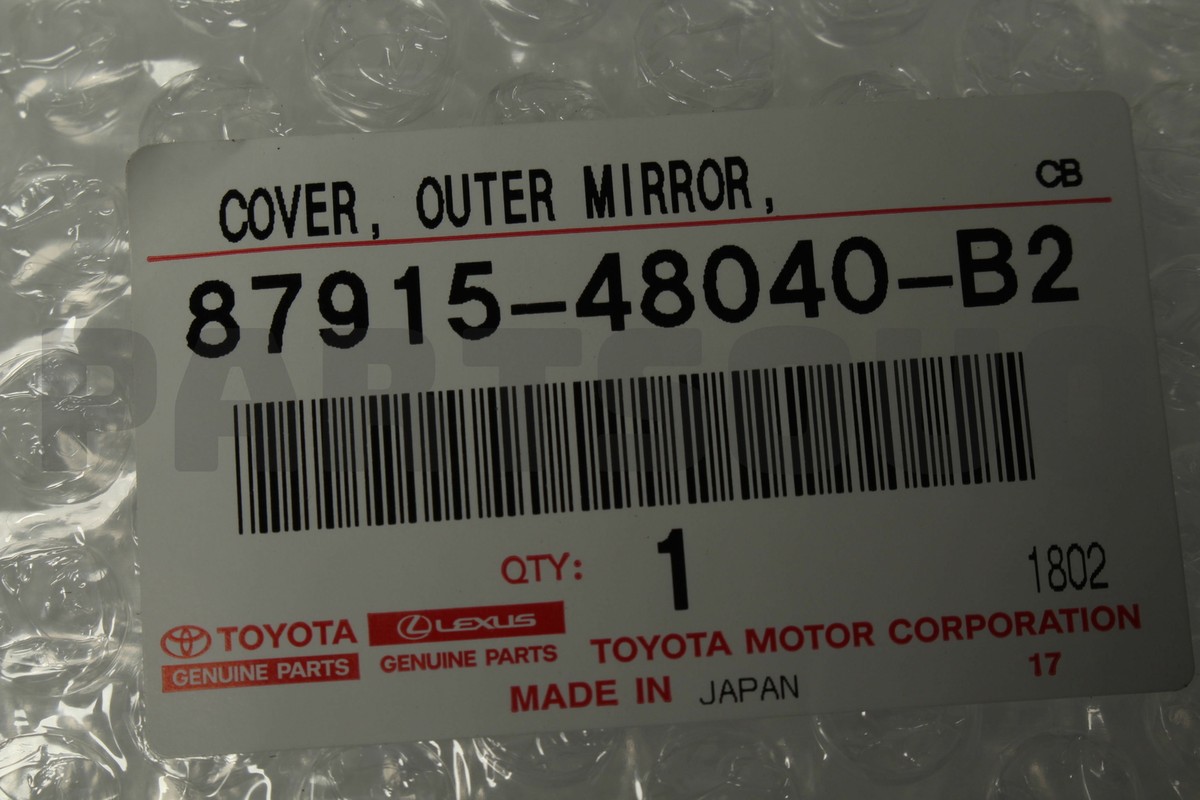 COVER, OUTER MIRROR, CB
87915-48040-B2
PARTSOUQ
QTY: 1 1802
TOYOTA LEXUS TOYOTA MOTOR CORPORATION
GENUINE PARTS GENUINE PARTS 17
MADE IN JAPAN